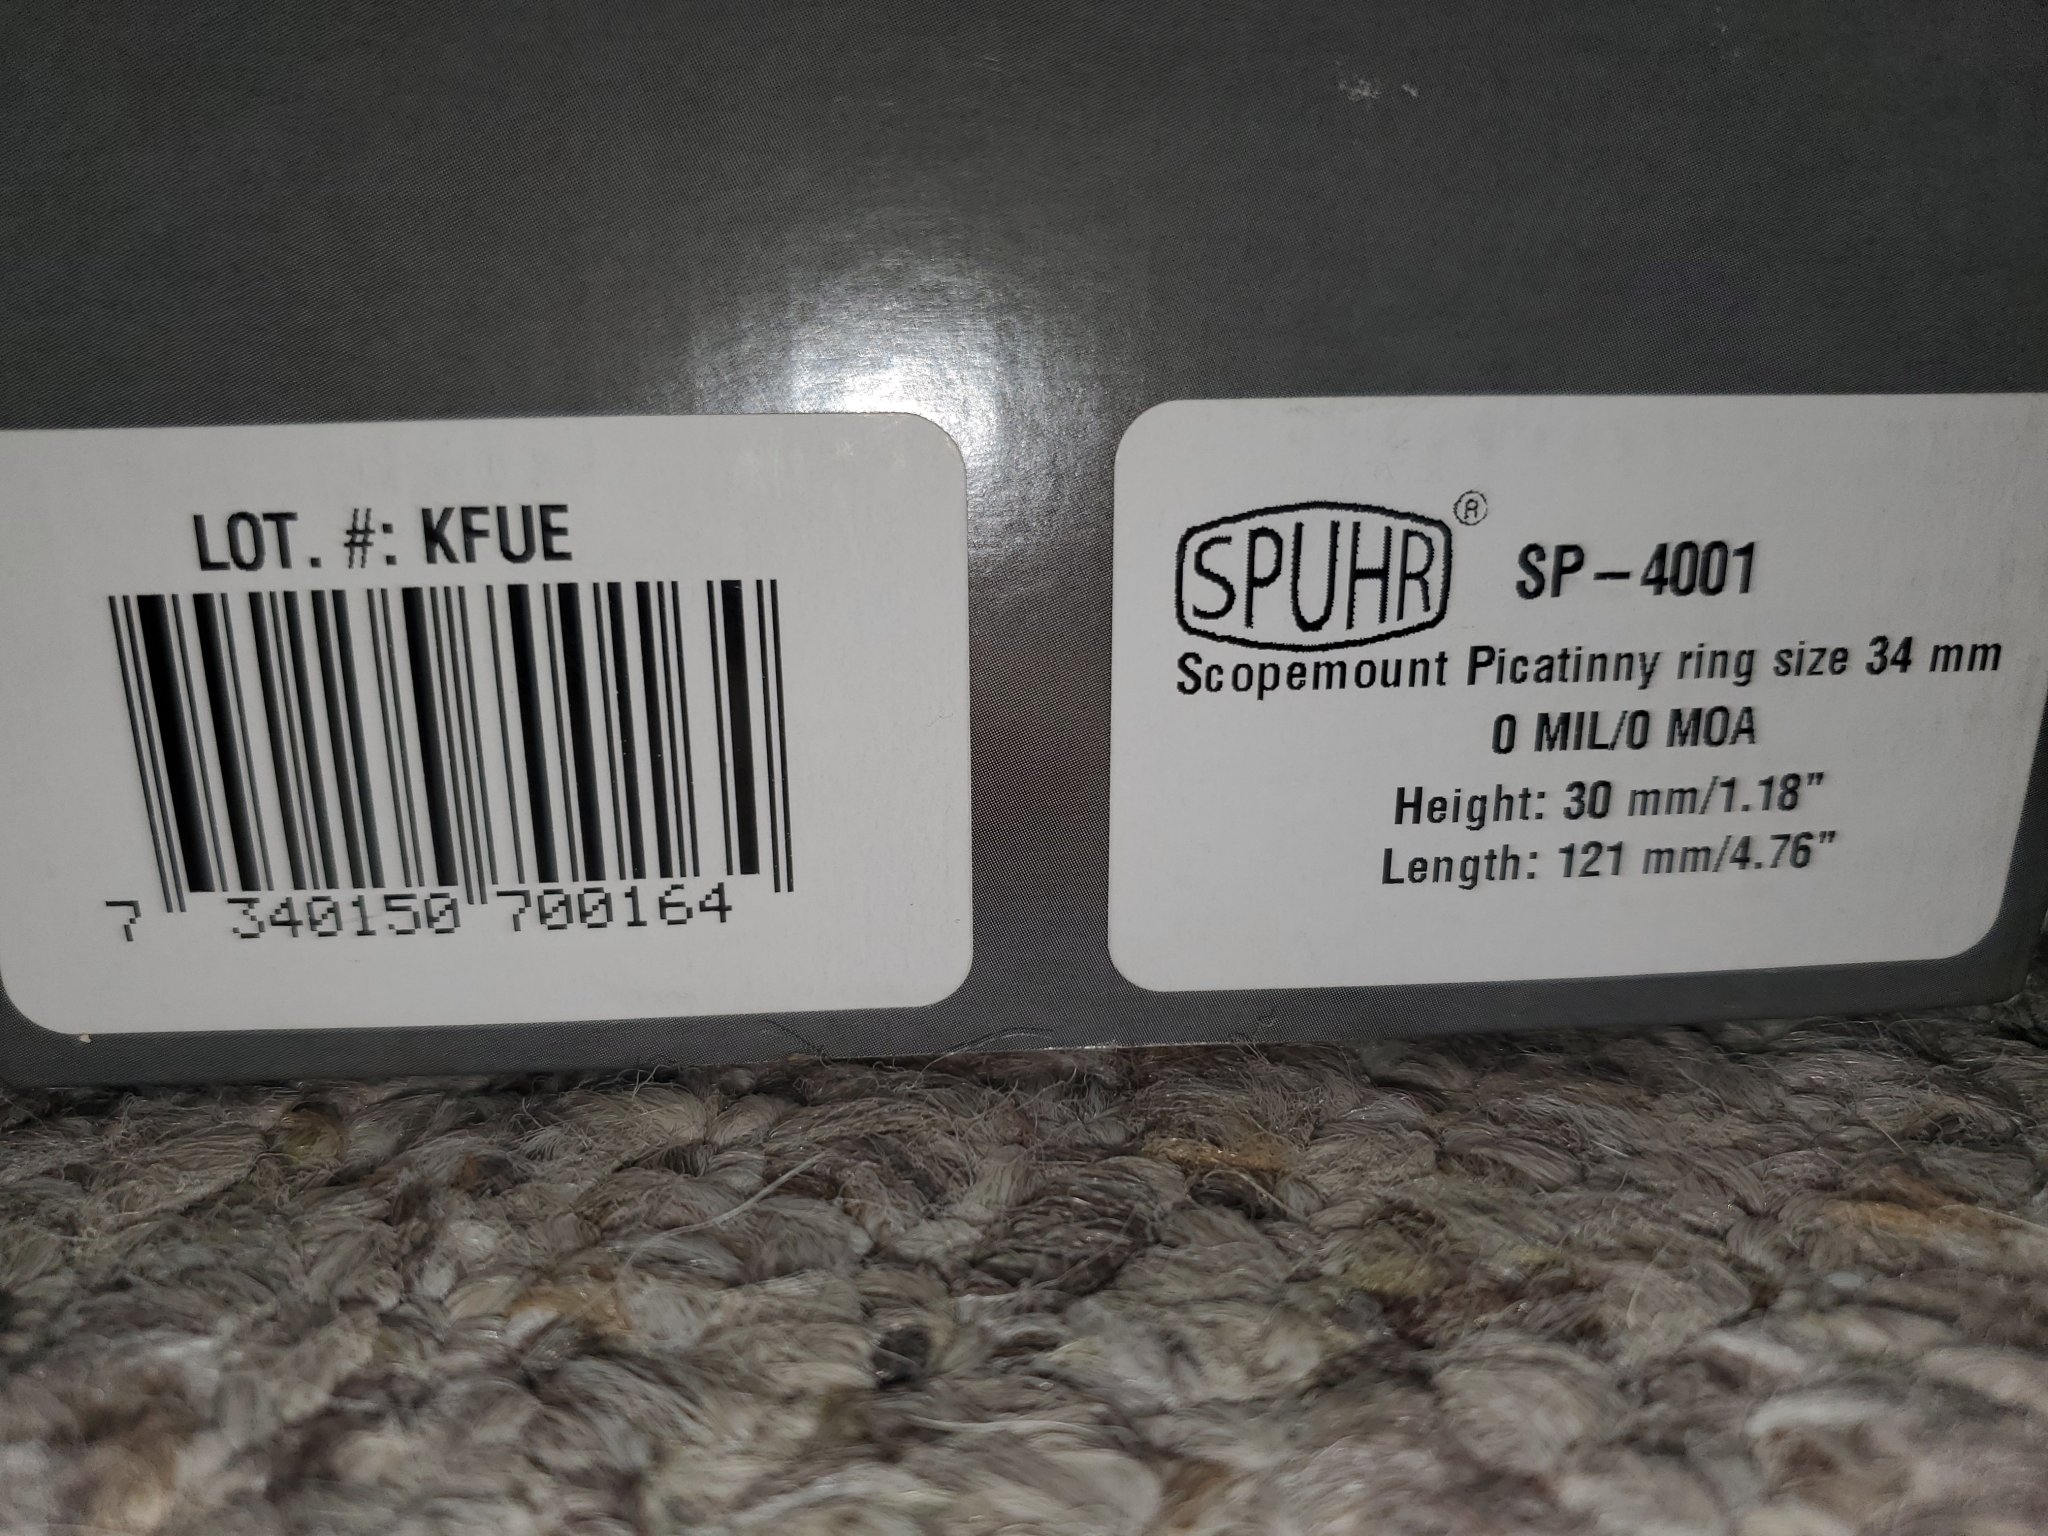 LOT. #: KFUE
7 340150 700164
SPUHR® SP-4001
Scopemount Picatinny ring size 34 mm
0 MIL/0 MOA
Height: 30 mm/1.18”
Length: 121 mm/4.76”